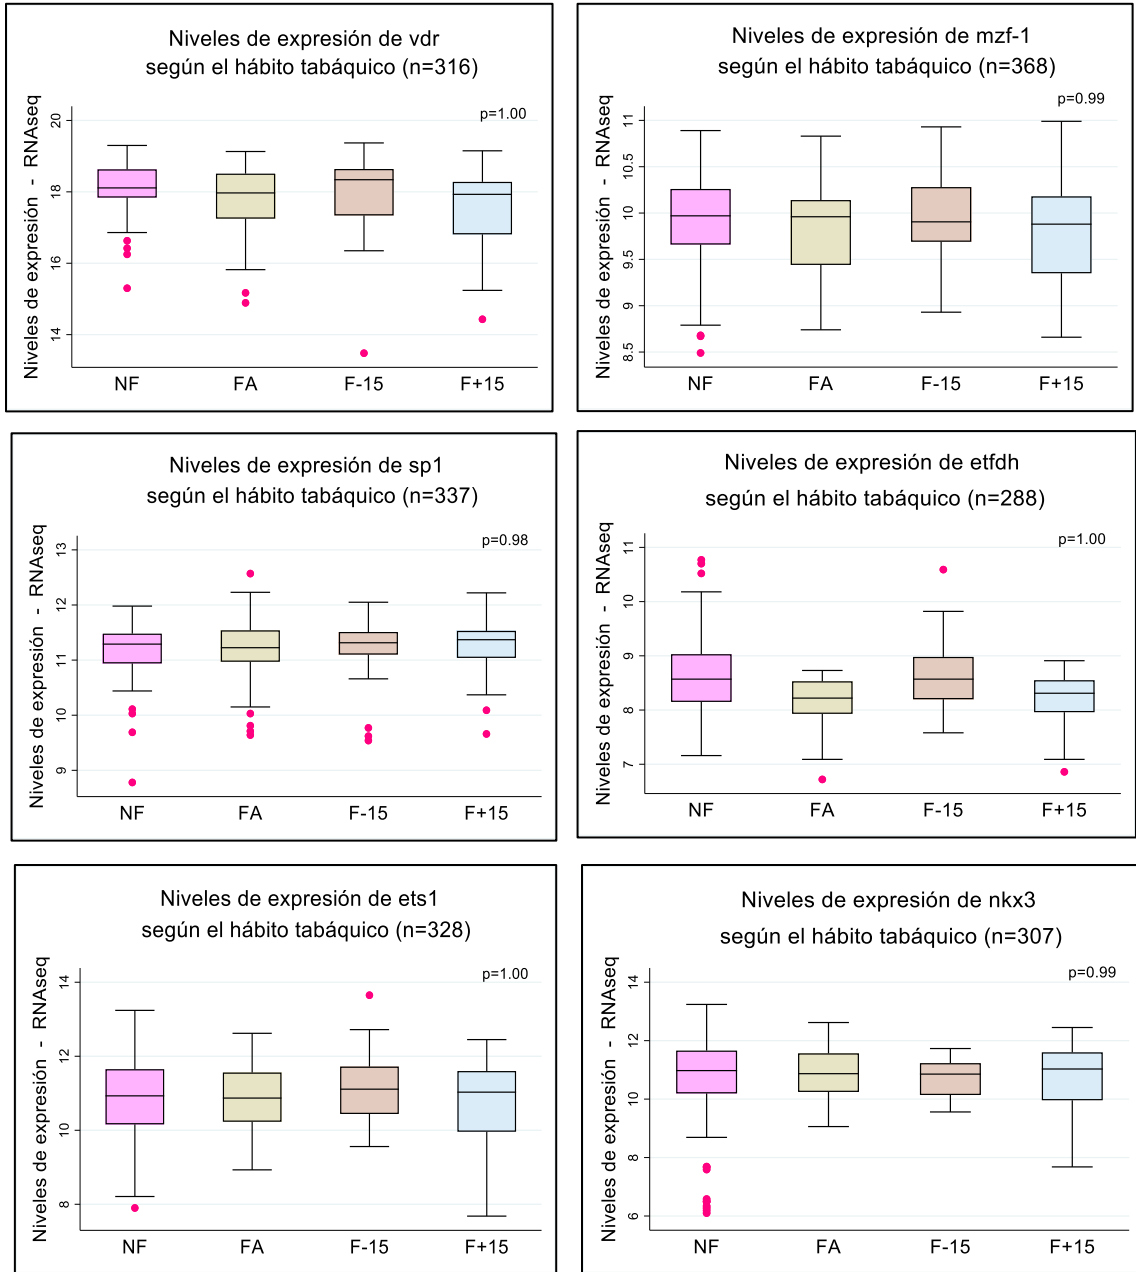 Niveles de expresión de vdr
según el hábito tabáquico (n=316)
p=1.00
Niveles de expresión - RNAseq
20
18
16
14
NF FA F-15 F+15
Niveles de expresión de mzf-1
según el hábito tabáquico (n=368)
p=0.99
Niveles de expresión - RNAseq
11
10.5
10
9.5
9
8.5
NF FA F-15 F+15
Niveles de expresión de sp1
según el hábito tabáquico (n=337)
p=0.98
Niveles de expresión - RNAseq
13
12
11
10
9
NF FA F-15 F+15
Niveles de expresión de etfdh
según el hábito tabáquico (n=288)
p=1.00
Niveles de expresión - RNAseq
11
10
9
8
7
NF FA F-15 F+15
Niveles de expresión de ets1
según el hábito tabáquico (n=328)
p=1.00
Niveles de expresión - RNAseq
14
12
10
8
NF FA F-15 F+15
Niveles de expresión de nkx3
según el hábito tabáquico (n=307)
p=0.99
Niveles de expresión - RNAseq
14
12
10
8
6
NF FA F-15 F+15